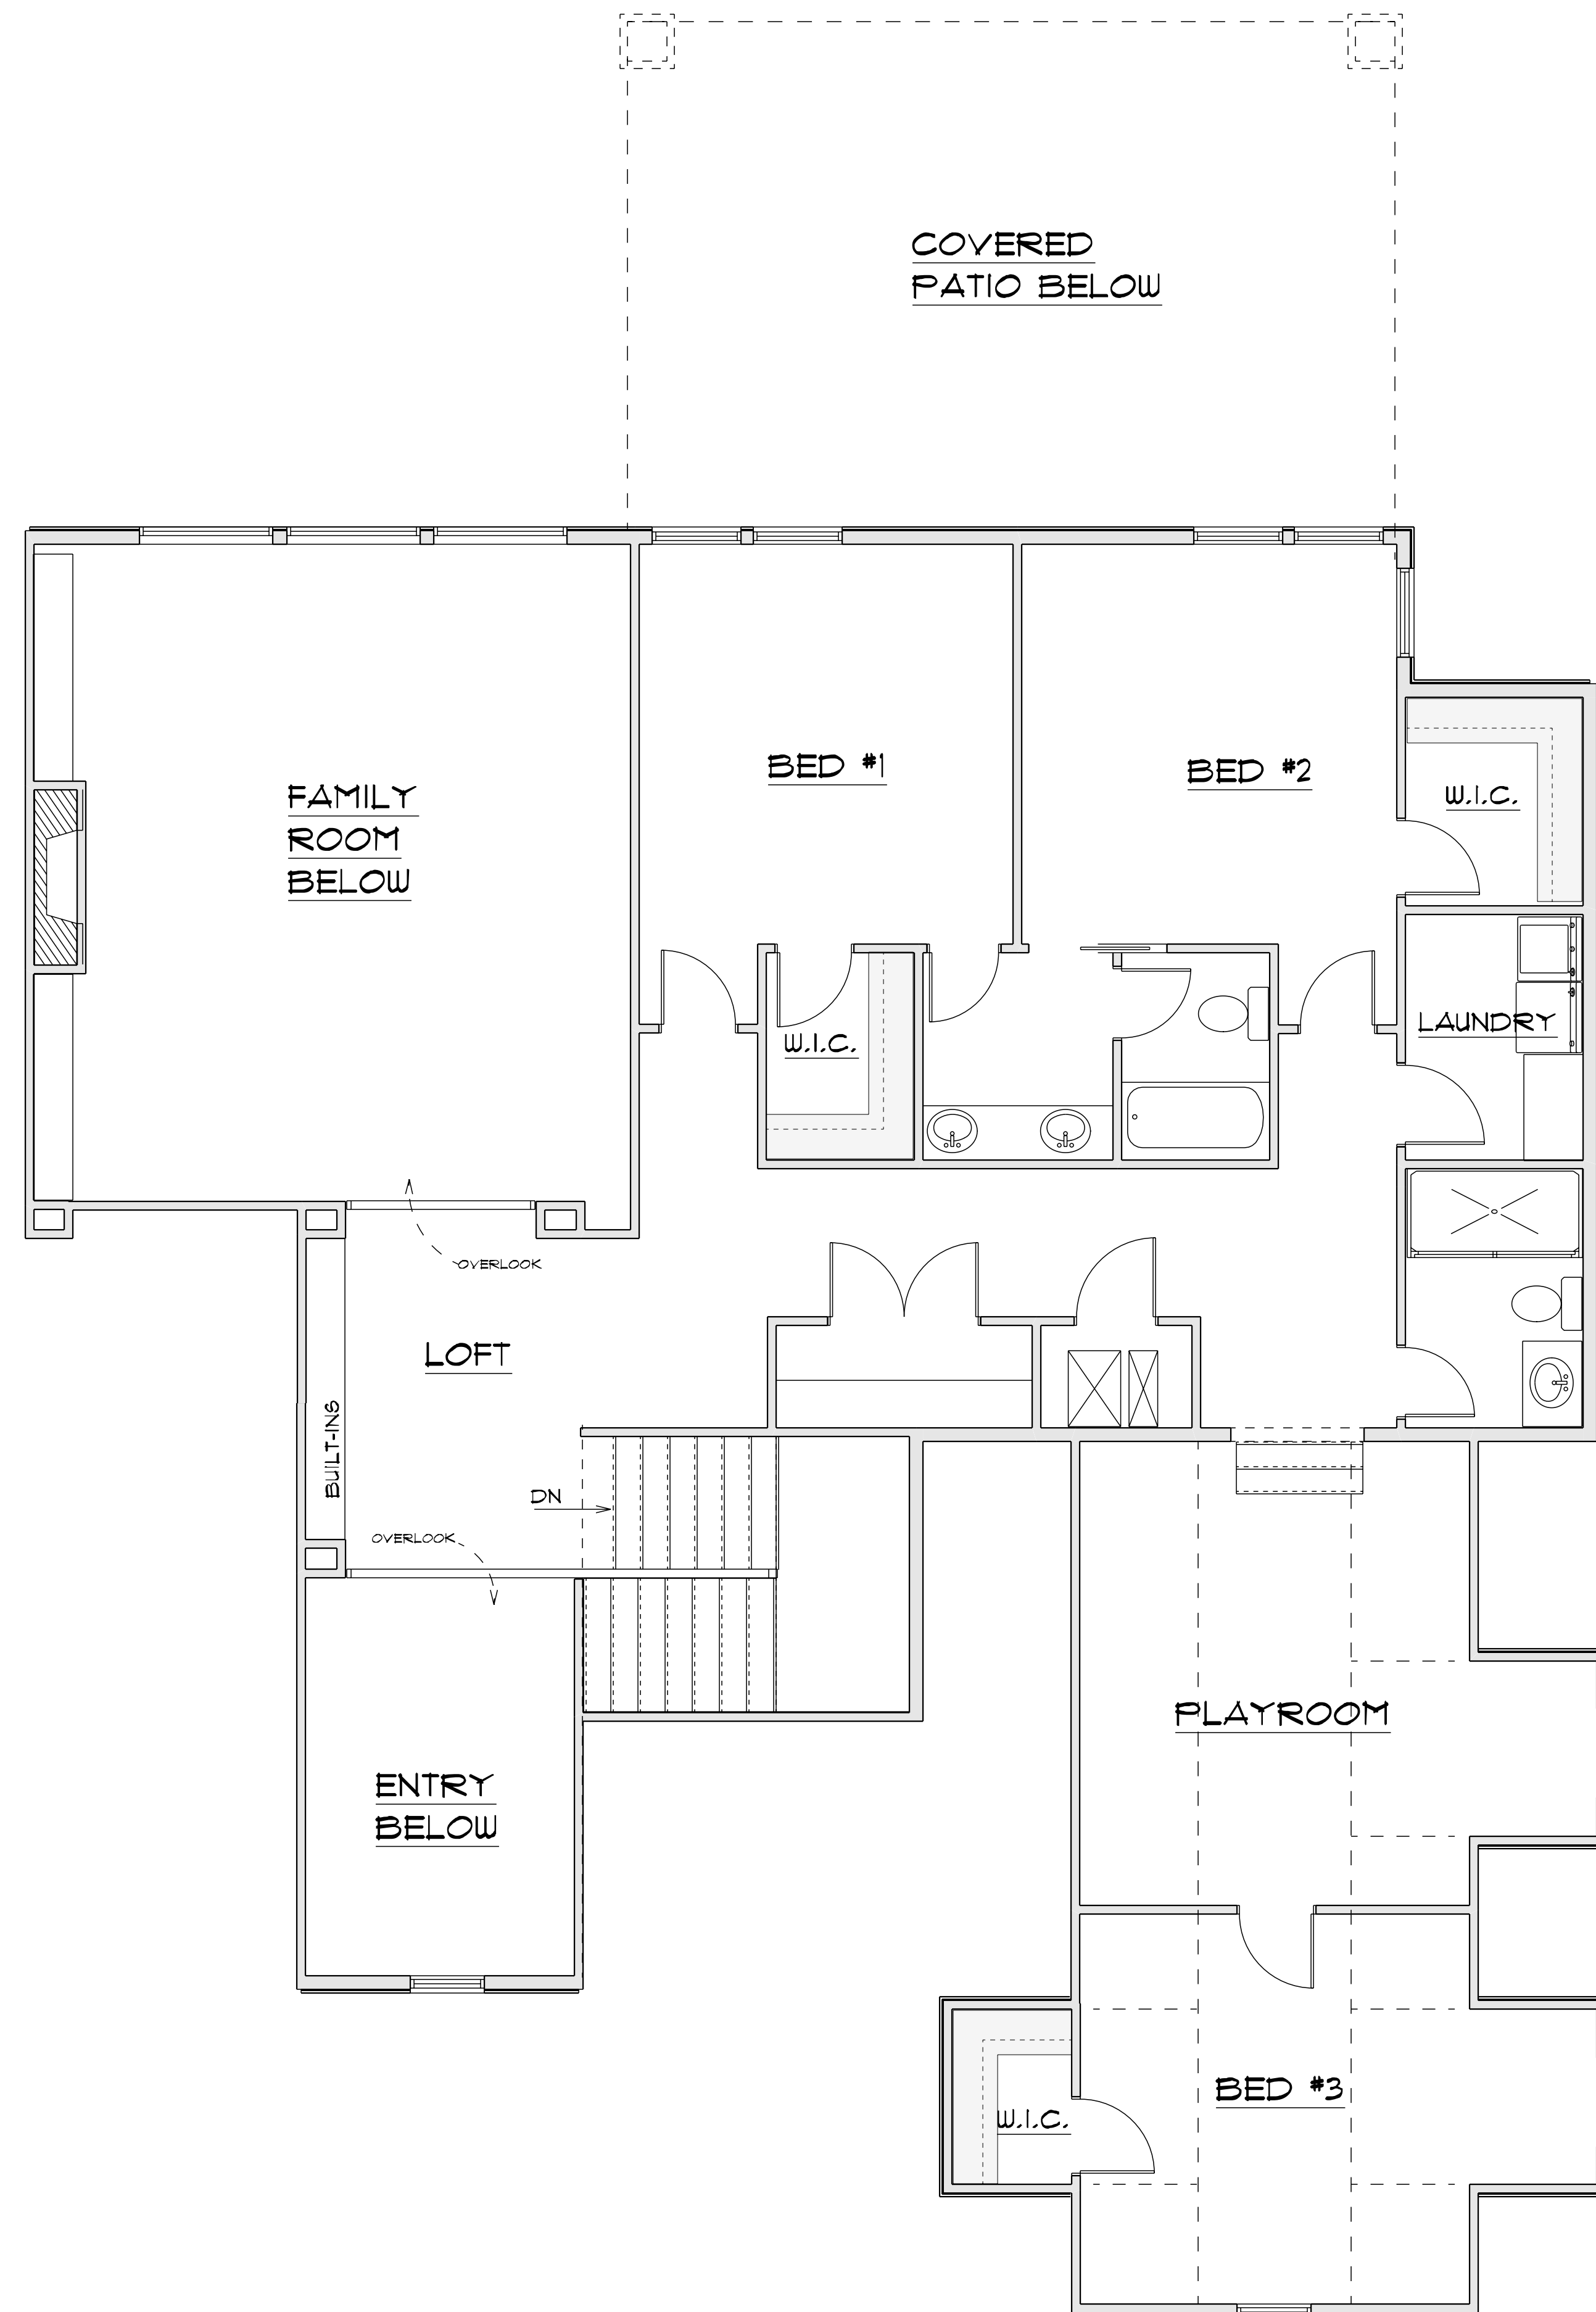 COVERED
PATIO BELOW
FAMILY
ROOM
BELOW
BED #1
BED #2
W.I.C.
LAUNDRY
W.I.C.
OVERLOOK
LOFT
BUILT-INS
DN
OVERLOOK
PLAYROOM
ENTRY
BELOW
BED #3
W.I.C.